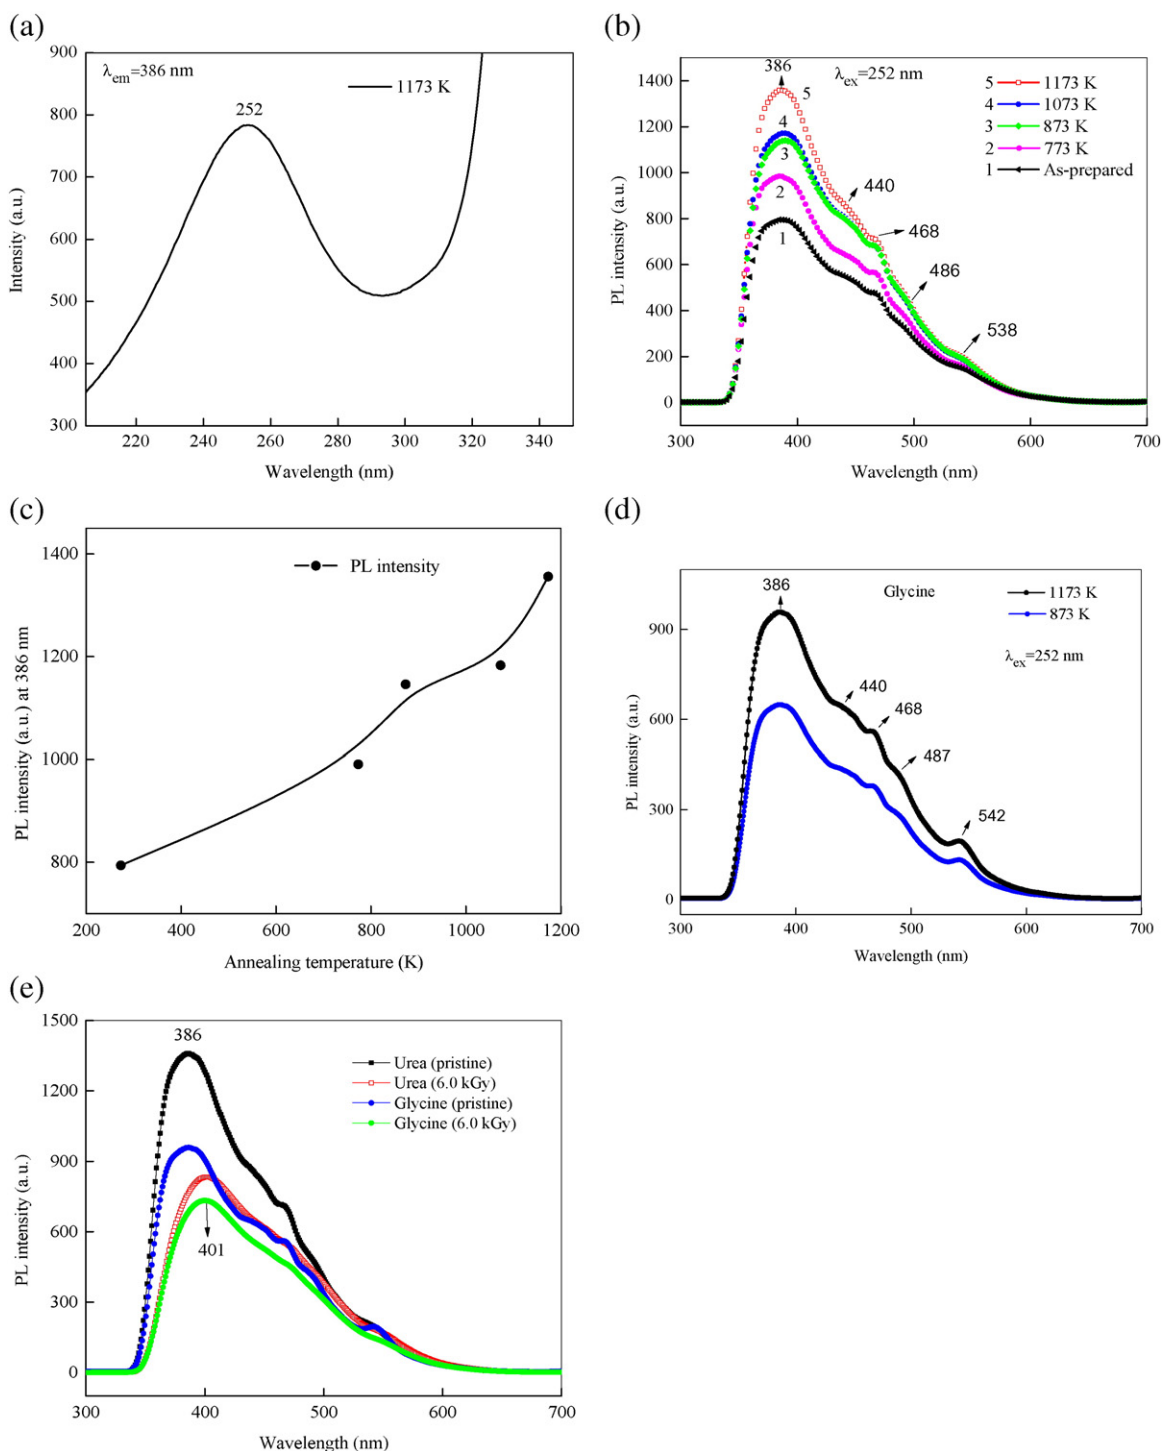 (a)
900
800
700
600
500
400
300
Intensity (a.u.)
λem=386 nm
1173 K
252
220 240 260 280 300 320 340
Wavelength (nm)
(b)
1400
1200
1000
800
600
400
200
0
PL intensity (a.u.)
386
λex=252 nm
5 1173 K
4 1073 K
3 873 K
2 773 K
1 As-prepared
5
4
3
2
1
440
468
486
538
300 400 500 600 700
Wavelength (nm)
(c)
1400
1200
1000
800
PL intensity (a.u.) at 386 nm
PL intensity
200 400 600 800 1000 1200
Annealing temperature (K)
(d)
900
600
300
0
PL intensity (a.u.)
386
Glycine
1173 K
873 K
λex=252 nm
440
468
487
542
300 400 500 600 700
Wavelength (nm)
(e)
1500
1200
900
600
300
0
PL intensity (a.u.)
386
Urea (pristine)
Urea (6.0 kGy)
Glycine (pristine)
Glycine (6.0 kGy)
401
300 400 500 600 700
Wavelength (nm)